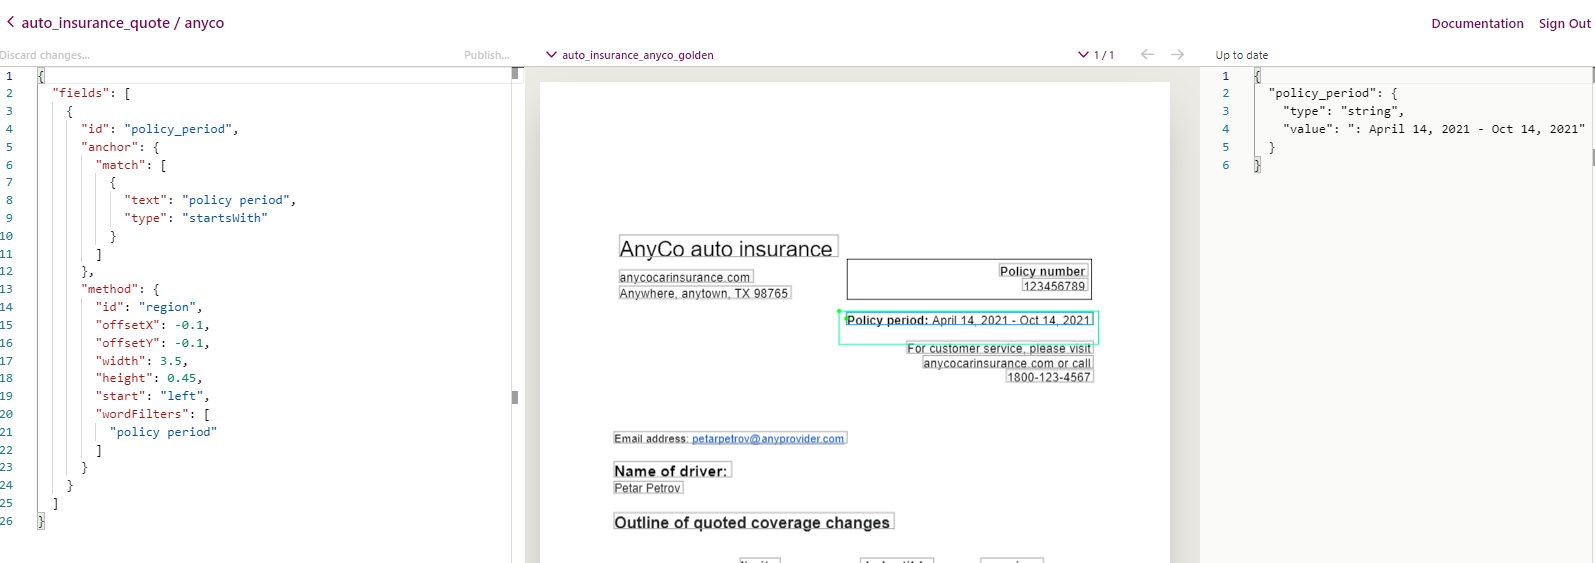 auto_insurance_quote / anyco
Documentation
Sign Out
Discard changes...
Publish...
auto_insurance_anyco_golden
1 / 1
Up to date
1 {
2 "fields": [
3 {
4 "id": "policy_period",
5 "anchor": {
6 "match": [
7 {
8 "text": "policy period",
9 "type": "startsWith"
10 }
11 ]
12 },
13 "method": {
14 "id": "region",
15 "offsetX": -0.1,
16 "offsetY": -0.1,
17 "width": 3.5,
18 "height": 0.45,
19 "start": "left",
20 "wordFilters": [
21 "policy period"
22 ]
23 }
24 }
25 ]
26 }
AnyCo auto insurance
anycocarinsurance.com
Anywhere, anytown, TX 98765
Policy number
123456789
Policy period: April 14, 2021 - Oct 14, 2021
For customer service, please visit
anycocarinsurance.com or call
1800-123-4567
Email address: petarpetrov@anyprovider.com
Name of driver:
Petar Petrov
Outline of quoted coverage changes
1 {
2 "policy_period": {
3 "type": "string",
4 "value": ": April 14, 2021 - Oct 14, 2021"
5 }
6 }